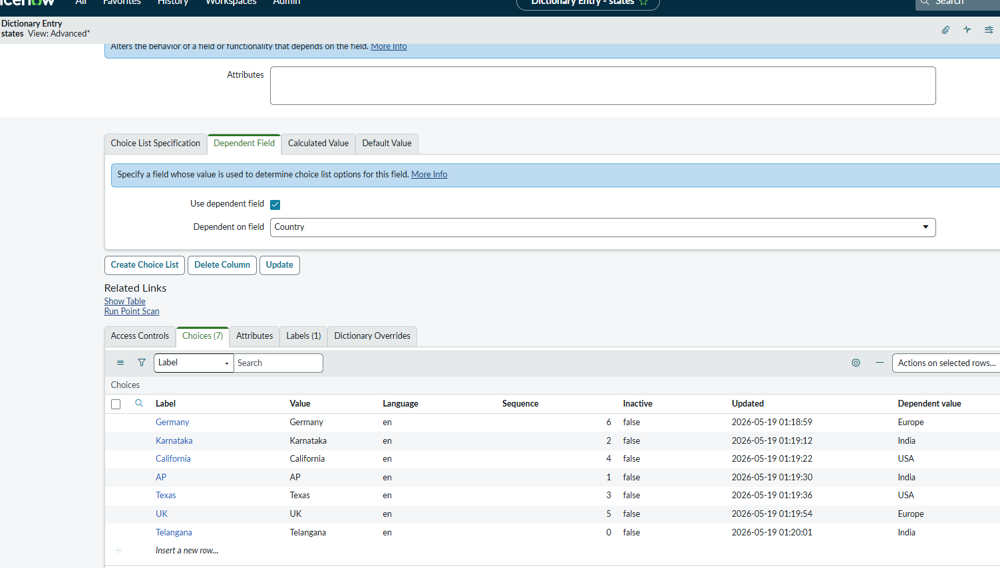 All Favorites History Workspaces Admin Dictionary Entry - states Search
Dictionary Entry
states View: Advanced*
Alters the behavior of a field or functionality that depends on the field. More Info
Attributes
Choice List Specification Dependent Field Calculated Value Default Value
Specify a field whose value is used to determine choice list options for this field. More Info
Use dependent field
Dependent on field Country
Create Choice List Delete Column Update
Related Links
Show Table
Run Point Scan
Access Controls Choices (7) Attributes Labels (1) Dictionary Overrides
Label Search Actions on selected rows...
Choices
Label Value Language Sequence Inactive Updated Dependent value
Germany Germany en 6 false 2026-05-19 01:18:59 Europe
Karnataka Karnataka en 2 false 2026-05-19 01:19:12 India
California California en 4 false 2026-05-19 01:19:22 USA
AP AP en 1 false 2026-05-19 01:19:30 India
Texas Texas en 3 false 2026-05-19 01:19:36 USA
UK UK en 5 false 2026-05-19 01:19:54 Europe
Telangana Telangana en 0 false 2026-05-19 01:20:01 India
Insert a new row...